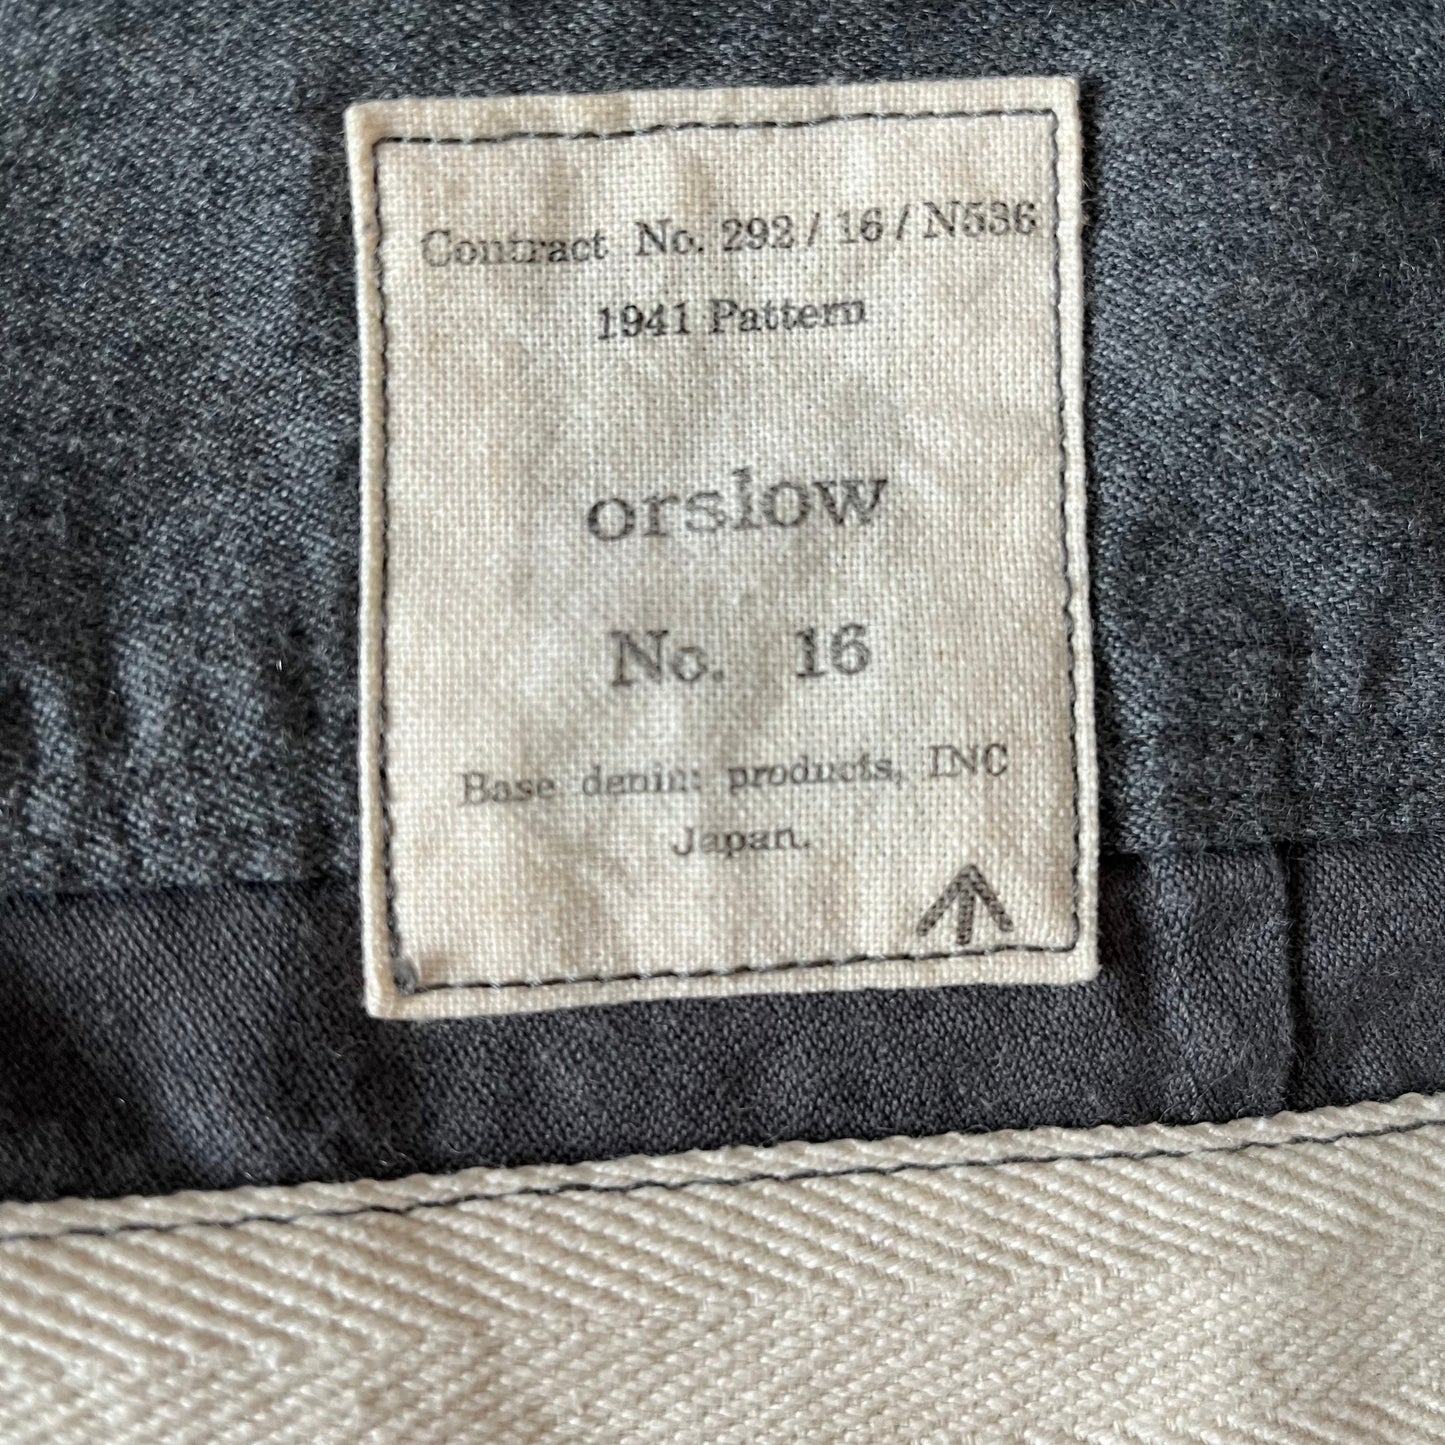 Contract No. 292 / 16 / N536
1941 Pattern
orslow
No. 16
Base denim products, INC
Japan.